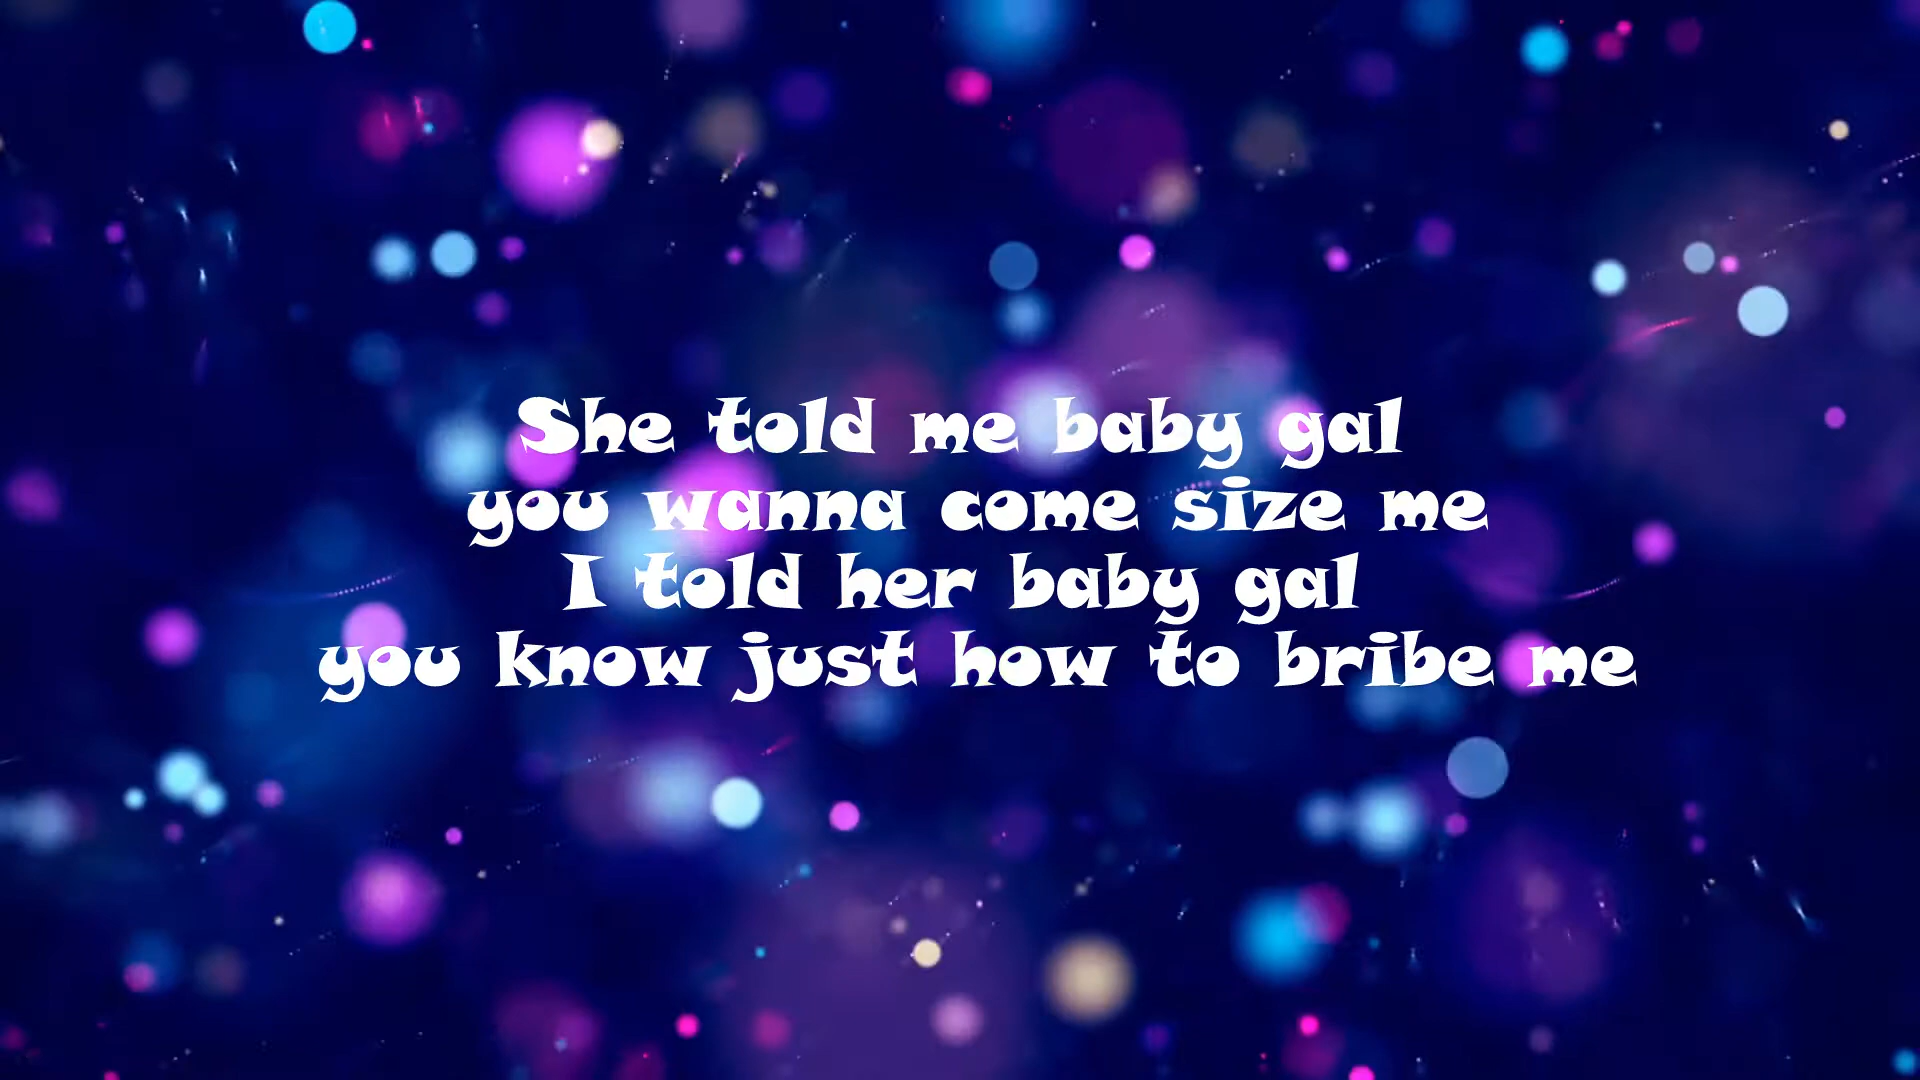 She told me baby gal
you wanna come size me
I told her baby gal
you know just how to bribe me